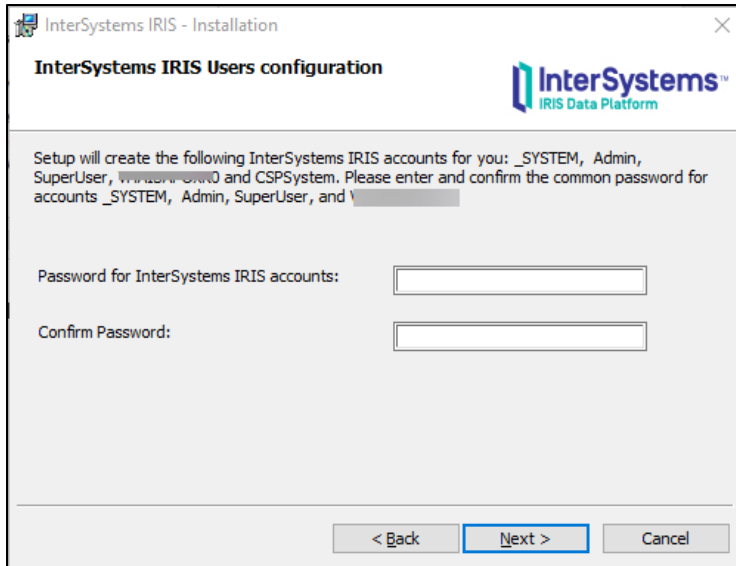 InterSystems IRIS - Installation
InterSystems IRIS Users configuration
InterSystems™
IRIS Data Platform
Setup will create the following InterSystems IRIS accounts for you: _SYSTEM, Admin,
SuperUser, and CSPSystem. Please enter and confirm the common password for
accounts _SYSTEM, Admin, SuperUser, and
Password for InterSystems IRIS accounts:
Confirm Password:
< Back
Next >
Cancel